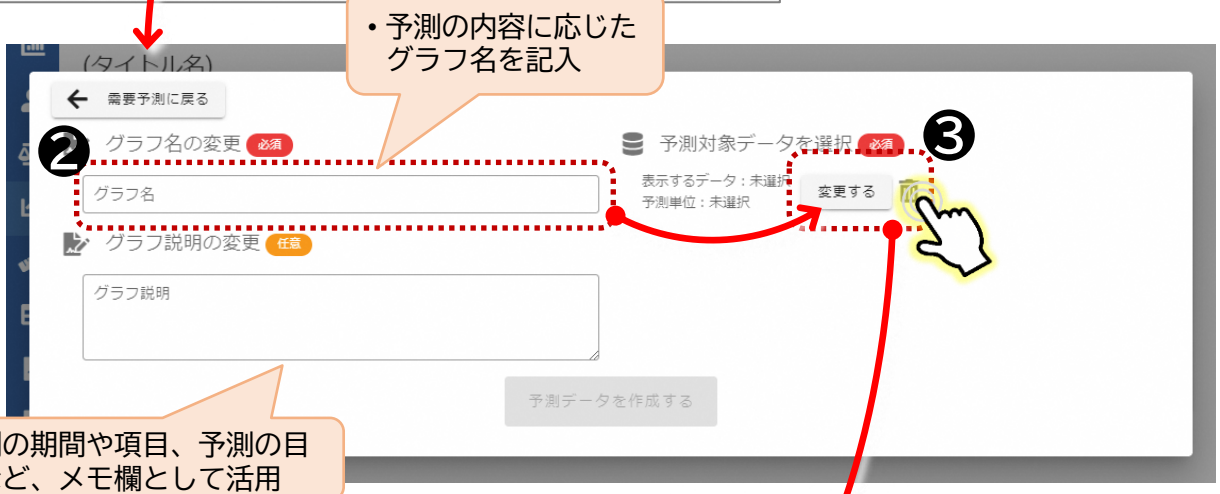 ・予測の内容に応じた
グラフ名を記入
(タイトル名)
需要予測に戻る
❷
グラフ名の変更 必須
グラフ名
グラフ説明の変更 任意
グラフ説明
予測対象データを選択 必須
❸
表示するデータ：未選択
予測単位：未選択
変更する
予測データを作成する
の期間や項目、予測の目
ど、メモ欄として活用